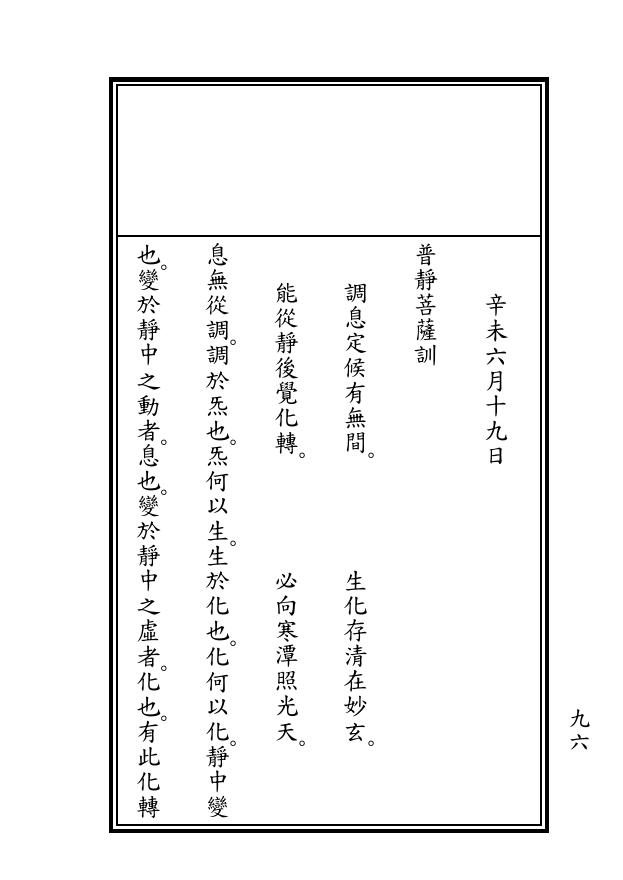 辛未六月十九日
普靜菩薩訓
調息定候有無間。　生化存清在妙玄。
能從靜後覺化轉。　必向寒潭照光天。
息無從調。調於炁也。炁何以生。生於化也。化何以化。靜中變
也。變於靜中之動者。息也。變於靜中之虛者。化也。有此化轉
九六